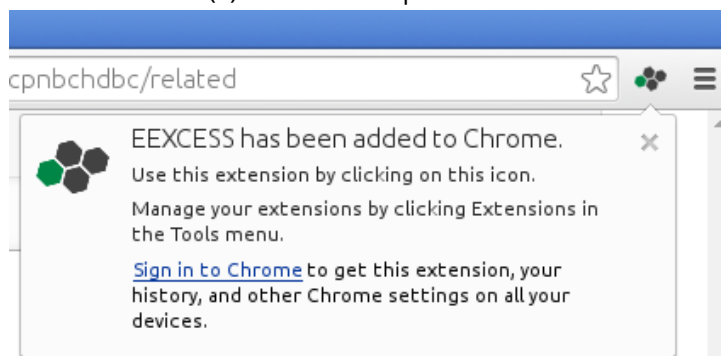 cpnbchdbc/related
EEXCESS has been added to Chrome.
Use this extension by clicking on this icon.
Manage your extensions by clicking Extensions in
the Tools menu.
Sign in to Chrome to get this extension, your
history, and other Chrome settings on all your
devices.